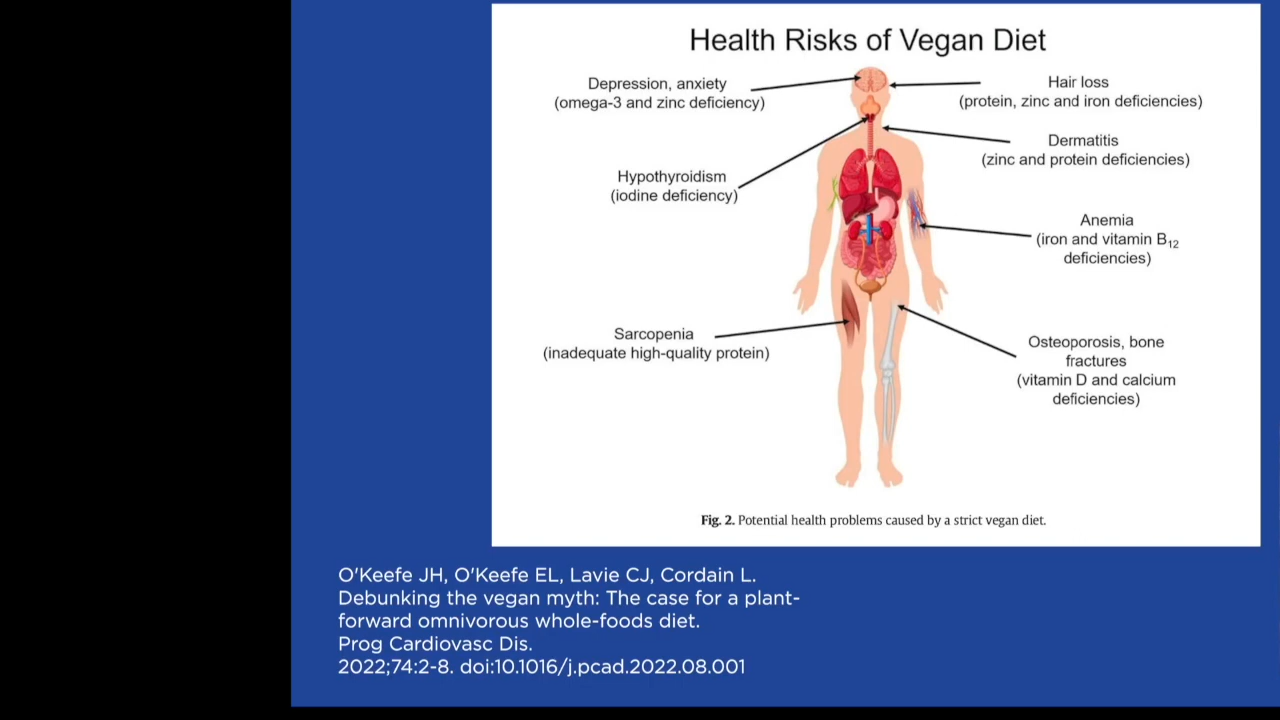 Health Risks of Vegan Diet
Depression, anxiety
(omega-3 and zinc deficiency)
Hair loss
(protein, zinc and iron deficiencies)
Dermatitis
(zinc and protein deficiencies)
Hypothyroidism
(iodine deficiency)
Anemia
(iron and vitamin B12
deficiencies)
Sarcopenia
(inadequate high-quality protein)
Osteoporosis, bone
fractures
(vitamin D and calcium
deficiencies)
Fig. 2. Potential health problems caused by a strict vegan diet.
O'Keefe JH, O'Keefe EL, Lavie CJ, Cordain L.
Debunking the vegan myth: The case for a plant-
forward omnivorous whole-foods diet.
Prog Cardiovasc Dis.
2022;74:2-8. doi:10.1016/j.pcad.2022.08.001